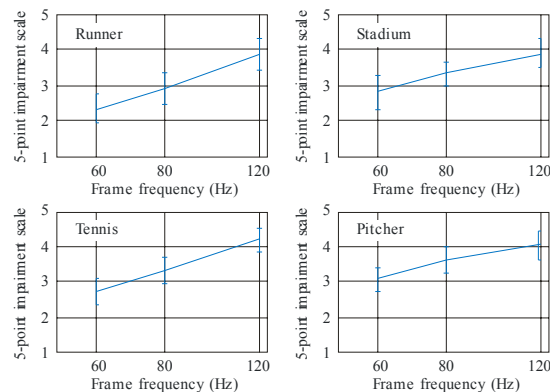 5-point impairment scale
5
4
3
2
1
Runner
60
80
120
Frame frequency (Hz)
5-point impairment scale
5
4
3
2
1
Stadium
60
80
120
Frame frequency (Hz)
5-point impairment scale
5
4
3
2
1
Tennis
60
80
120
Frame frequency (Hz)
5-point impairment scale
5
4
3
2
1
Pitcher
60
80
120
Frame frequency (Hz)